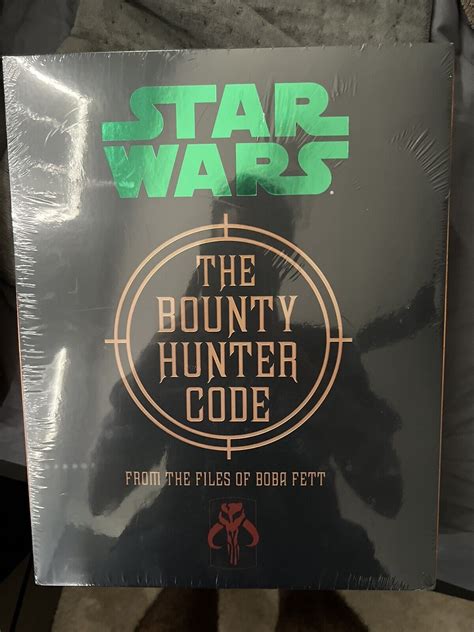 STAR
WARS®
THE
BOUNTY
HUNTER
CODE
FROM THE FILES OF BOBA FETT